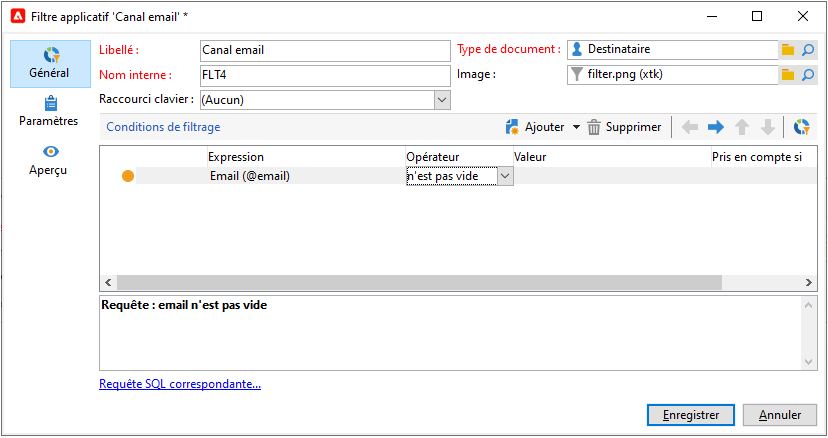 Filtre applicatif 'Canal email' *
Général
Paramètres
Aperçu
Libellé : Canal email Type de document : Destinataire
Nom interne : FLT4 Image : filter.png (xtk)
Raccourci clavier : (Aucun)
Conditions de filtrage Ajouter Supprimer
Expression Opérateur Valeur Pris en compte si
Email (@email) n'est pas vide
Requête : email n'est pas vide
Requête SQL correspondante...
Enregistrer Annuler